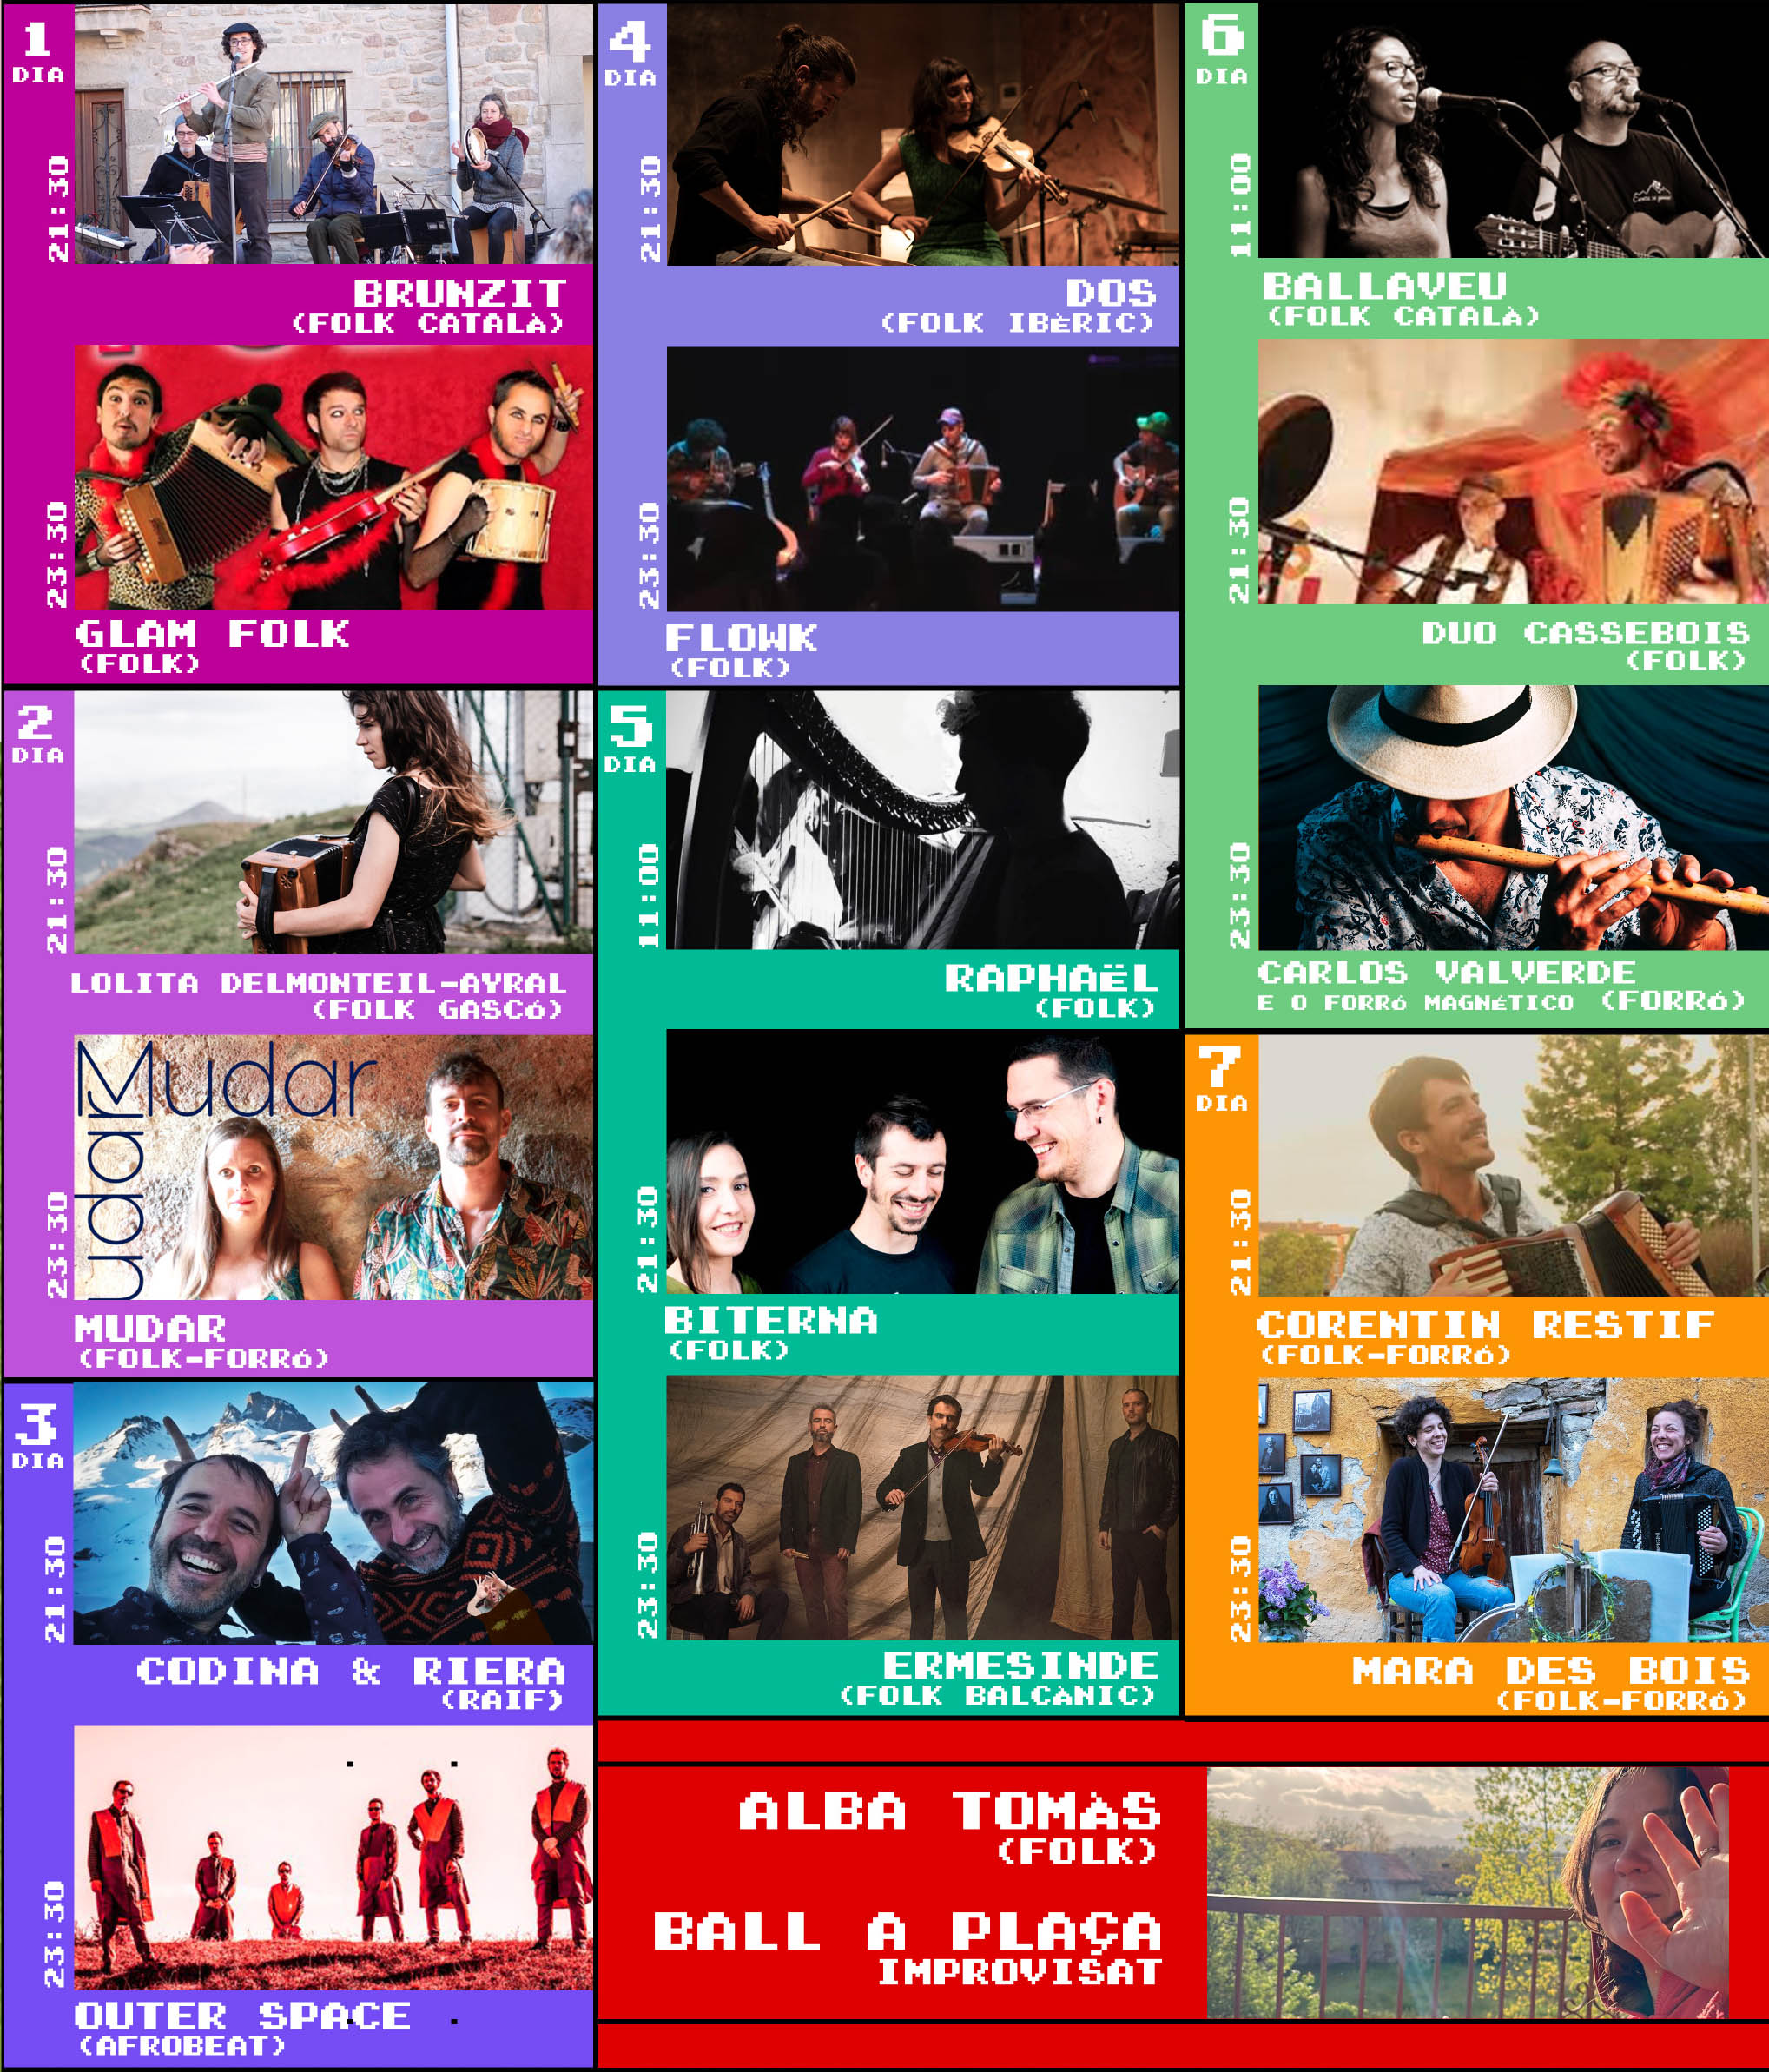 1
DIA
21:30
BRUNZIT
(FOLK CATALÀ)
23:30
GLAM FOLK
(FOLK)
2
DIA
21:30
LOLITA DELMONTEIL-AYRAL
(FOLK GASCÓ)
Mudar
udar
23:30
MUDAR
(FOLK-FORRÓ)
3
DIA
21:30
CODINA & RIERA
(RAIF)
23:30
OUTER SPACE
(AFROBEAT)
4
DIA
21:30
DOS
(FOLK IBÈRIC)
23:30
FLOWK
(FOLK)
5
DIA
11:00
RAPHAËL
(FOLK)
21:30
BITERNA
(FOLK)
23:30
ERMESINDE
(FOLK BALCÀNIC)
6
DIA
11:00
BALLAVEU
(FOLK CATALÀ)
21:30
DUO CASSEBOIS
(FOLK)
23:30
CARLOS VALVERDE
E O FORRÓ MAGNÉTICO (FORRÓ)
7
DIA
21:30
CORENTIN RESTIF
(FOLK-FORRÓ)
23:30
MARA DES BOIS
(FOLK-FORRÓ)
ALBA TOMÀS
(FOLK)
BALL A PLAÇA
IMPROVISAT